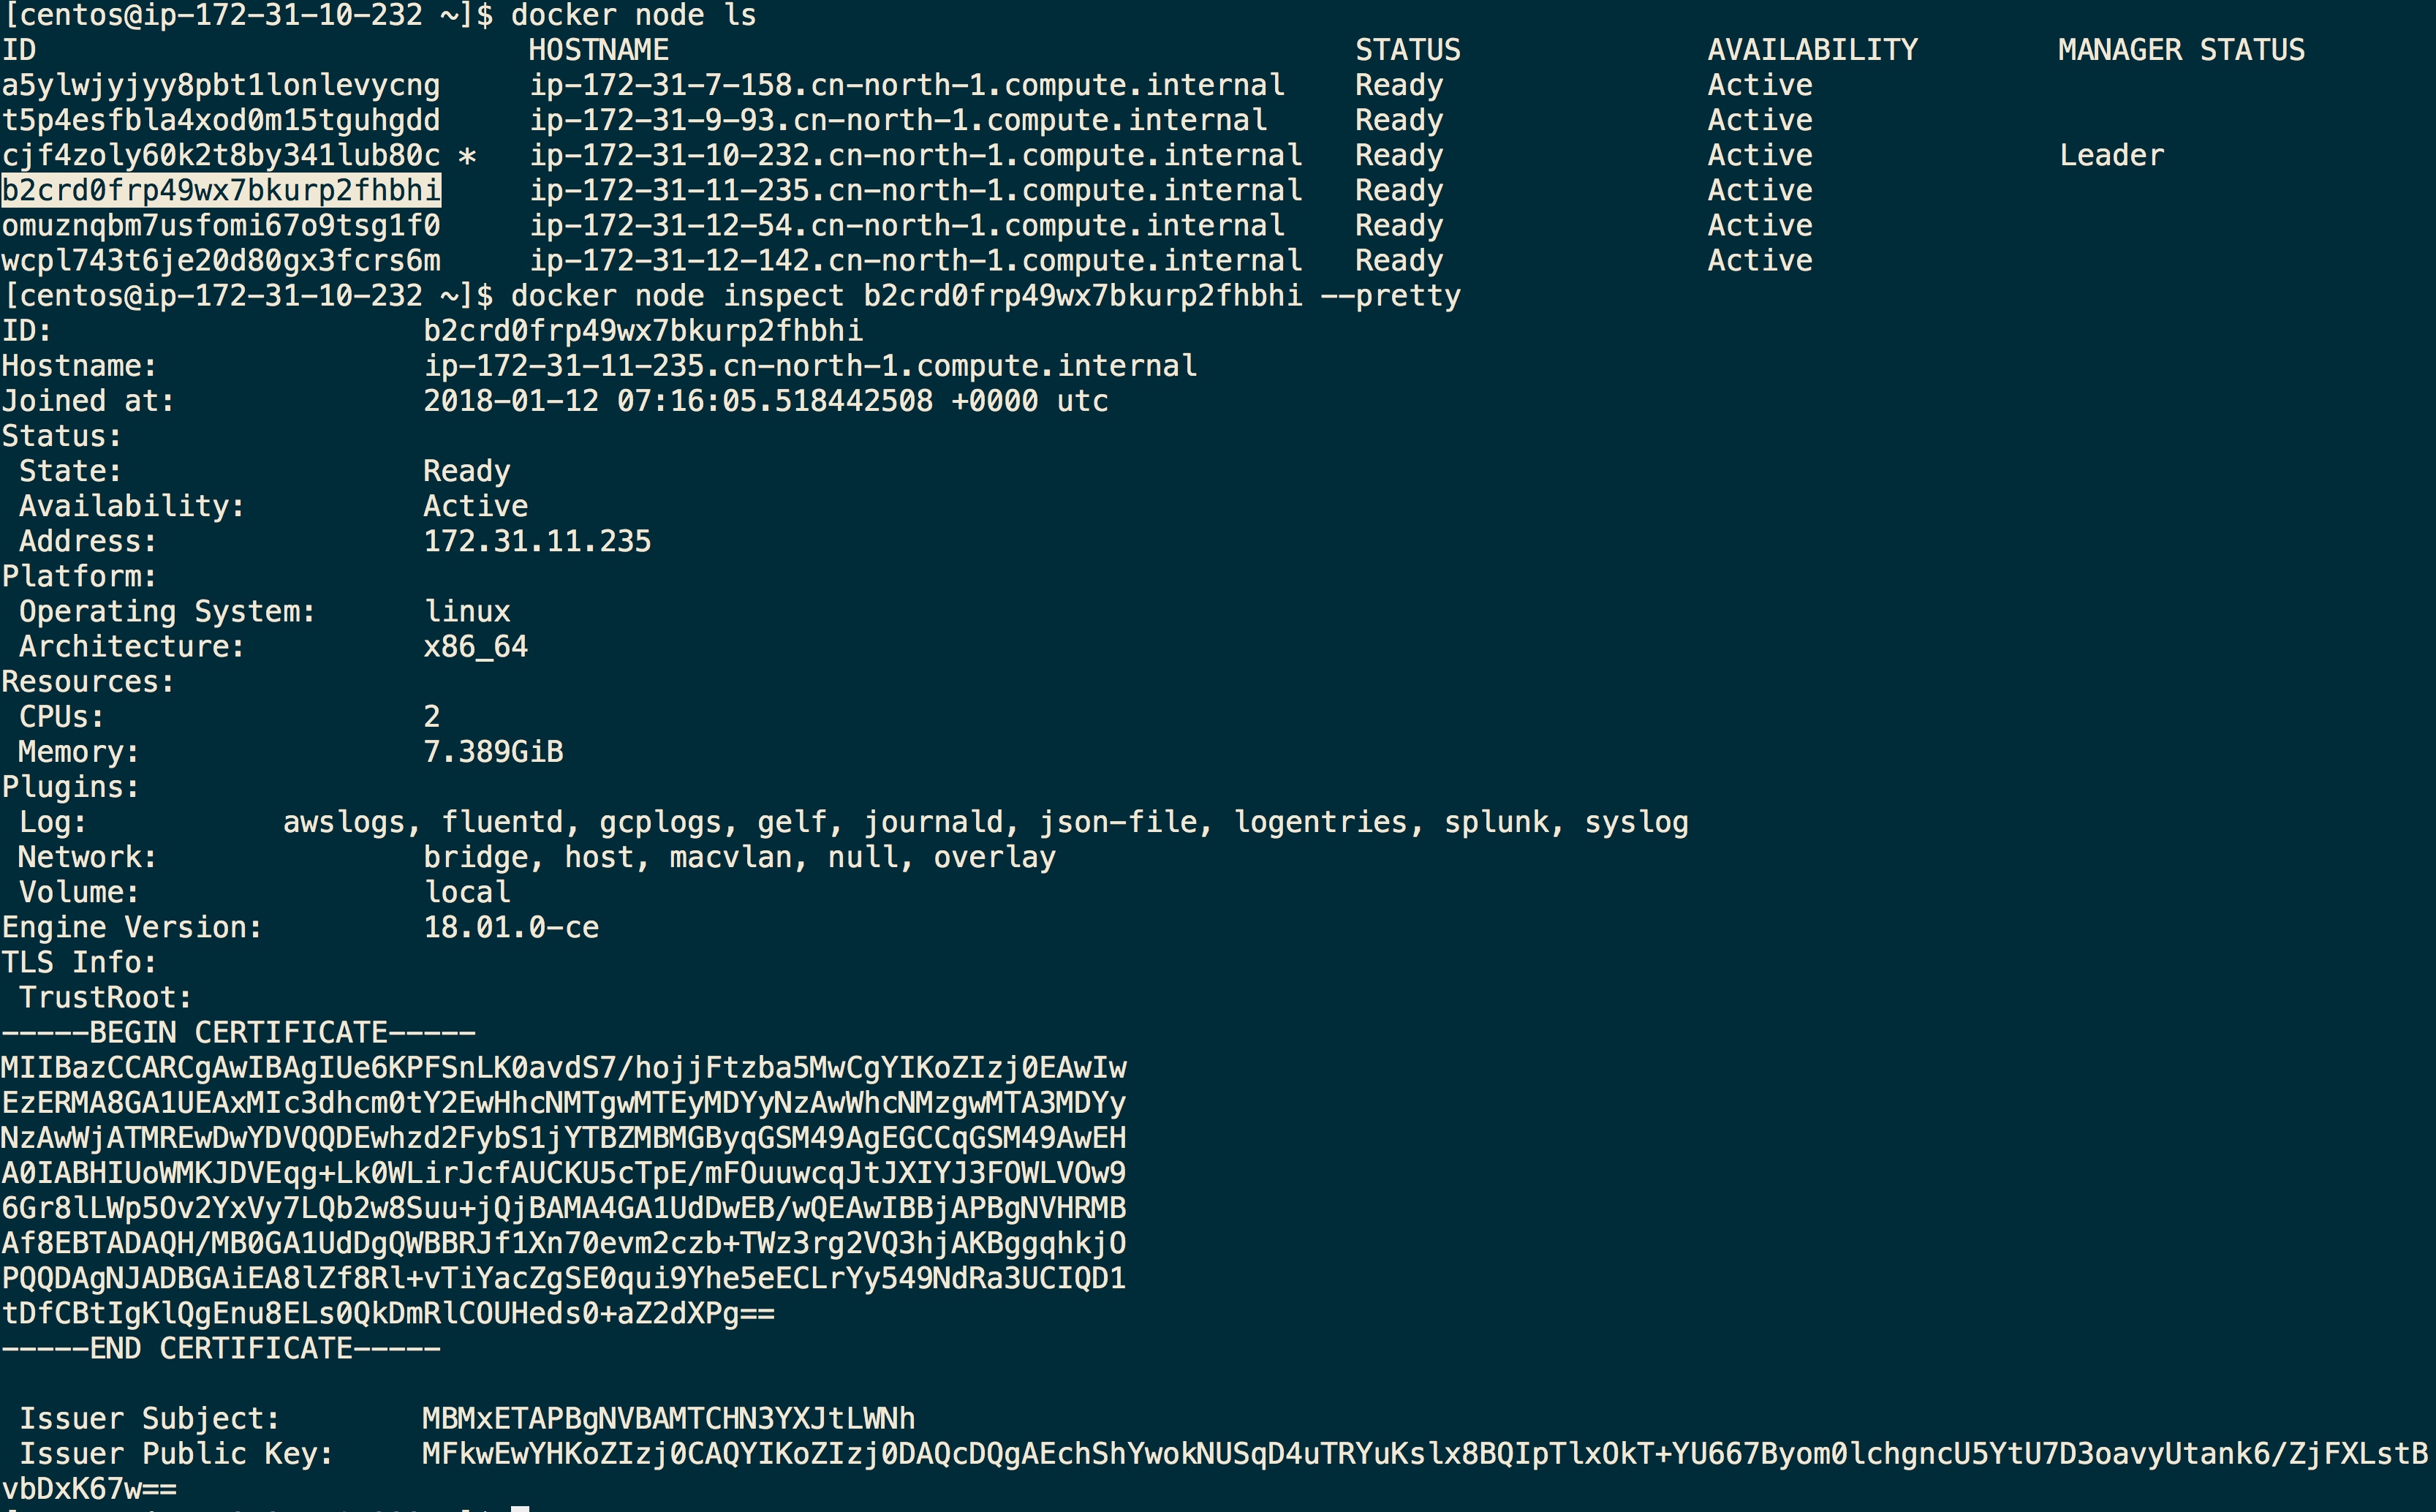 [centos@ip-172-31-10-232 ~]$ docker node ls
ID                            HOSTNAME                                       STATUS              AVAILABILITY        MANAGER STATUS
a5ylwjyjyy8pbt1lonlevycng     ip-172-31-7-158.cn-north-1.compute.internal    Ready               Active
t5p4esfbla4xod0m15tguhgdd     ip-172-31-9-93.cn-north-1.compute.internal     Ready               Active
cjf4zoly60k2t8by341lub80c *   ip-172-31-10-232.cn-north-1.compute.internal   Ready               Active              Leader
b2crd0frp49wx7bkurp2fhbhi     ip-172-31-11-235.cn-north-1.compute.internal   Ready               Active
omuznqbm7usfomi67o9tsg1f0     ip-172-31-12-54.cn-north-1.compute.internal    Ready               Active
wcpl743t6je20d80gx3fcrs6m     ip-172-31-12-142.cn-north-1.compute.internal   Ready               Active
[centos@ip-172-31-10-232 ~]$ docker node inspect b2crd0frp49wx7bkurp2fhbhi --pretty
ID:                     b2crd0frp49wx7bkurp2fhbhi
Hostname:               ip-172-31-11-235.cn-north-1.compute.internal
Joined at:              2018-01-12 07:16:05.518442508 +0000 utc
Status:
 State:                 Ready
 Availability:          Active
 Address:               172.31.11.235
Platform:
 Operating System:      linux
 Architecture:          x86_64
Resources:
 CPUs:                  2
 Memory:                7.389GiB
Plugins:
 Log:           awslogs, fluentd, gcplogs, gelf, journald, json-file, logentries, splunk, syslog
 Network:               bridge, host, macvlan, null, overlay
 Volume:                local
Engine Version:         18.01.0-ce
TLS Info:
 TrustRoot:
-----BEGIN CERTIFICATE-----
MIIBazCCARCgAwIBAgIUe6KPFSnLK0avdS7/hojjFtzba5MwCgYIKoZIzj0EAwIw
EzERMA8GA1UEAxMIc3dhcm0tY2EwHhcNMTgwMTEyMDYyNzAwWhcNMzgwMTA3MDYy
NzAwWjATMREwDwYDVQQDEwhzd2FybS1jYTBZMBMGByqGSM49AgEGCCqGSM49AwEH
A0IABHIUoWMKJDVEqg+Lk0WLirJcfAUCKU5cTpE/mFOuuwcqJtJXIYJ3FOWLVOw9
6Gr8lLWp5Ov2YxVy7LQb2w8Suu+jQjBAMA4GA1UdDwEB/wQEAwIBBjAPBgNVHRMB
Af8EBTADAQH/MB0GA1UdDgQWBBRJf1Xn70evm2czb+TWz3rg2VQ3hjAKBggqhkjO
PQQDAgNJADBGAiEA8lZf8Rl+vTiYacZgSE0qui9Yhe5eECLrYy549NdRa3UCIQD1
tDfCBtIgKlQgEnu8ELs0QkDmRlCOUHeds0+aZ2dXPg==
-----END CERTIFICATE-----
 Issuer Subject:        MBMxETAPBgNVBAMTCHN3YXJtLWNh
 Issuer Public Key:     MFkwEwYHKoZIzj0CAQYIKoZIzj0DAQcDQgAEchShYwokNUSqD4uTRYuKslx8BQIpTlxOkT+YU667Byom0lchgncU5YtU7D3oavyUtank6/ZjFXLstB
vbDxK67w==